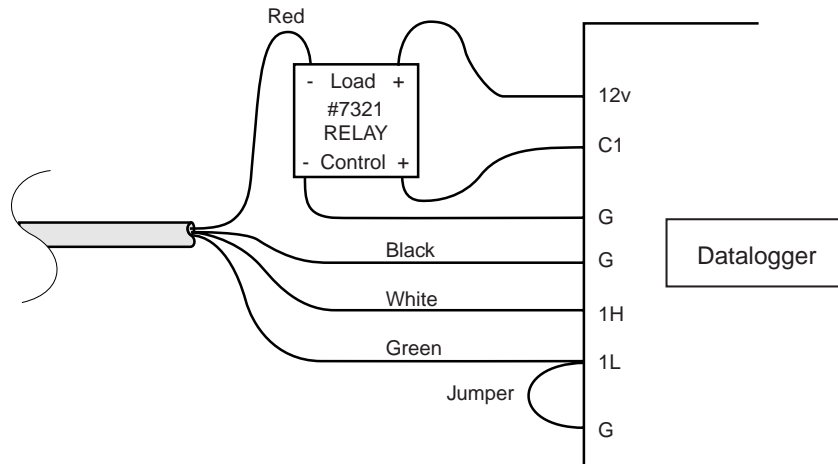 Red
- Load +
#7321
RELAY
- Control +
12v
C1
G
Black
G
Datalogger
White
1H
Green
1L
Jumper
G